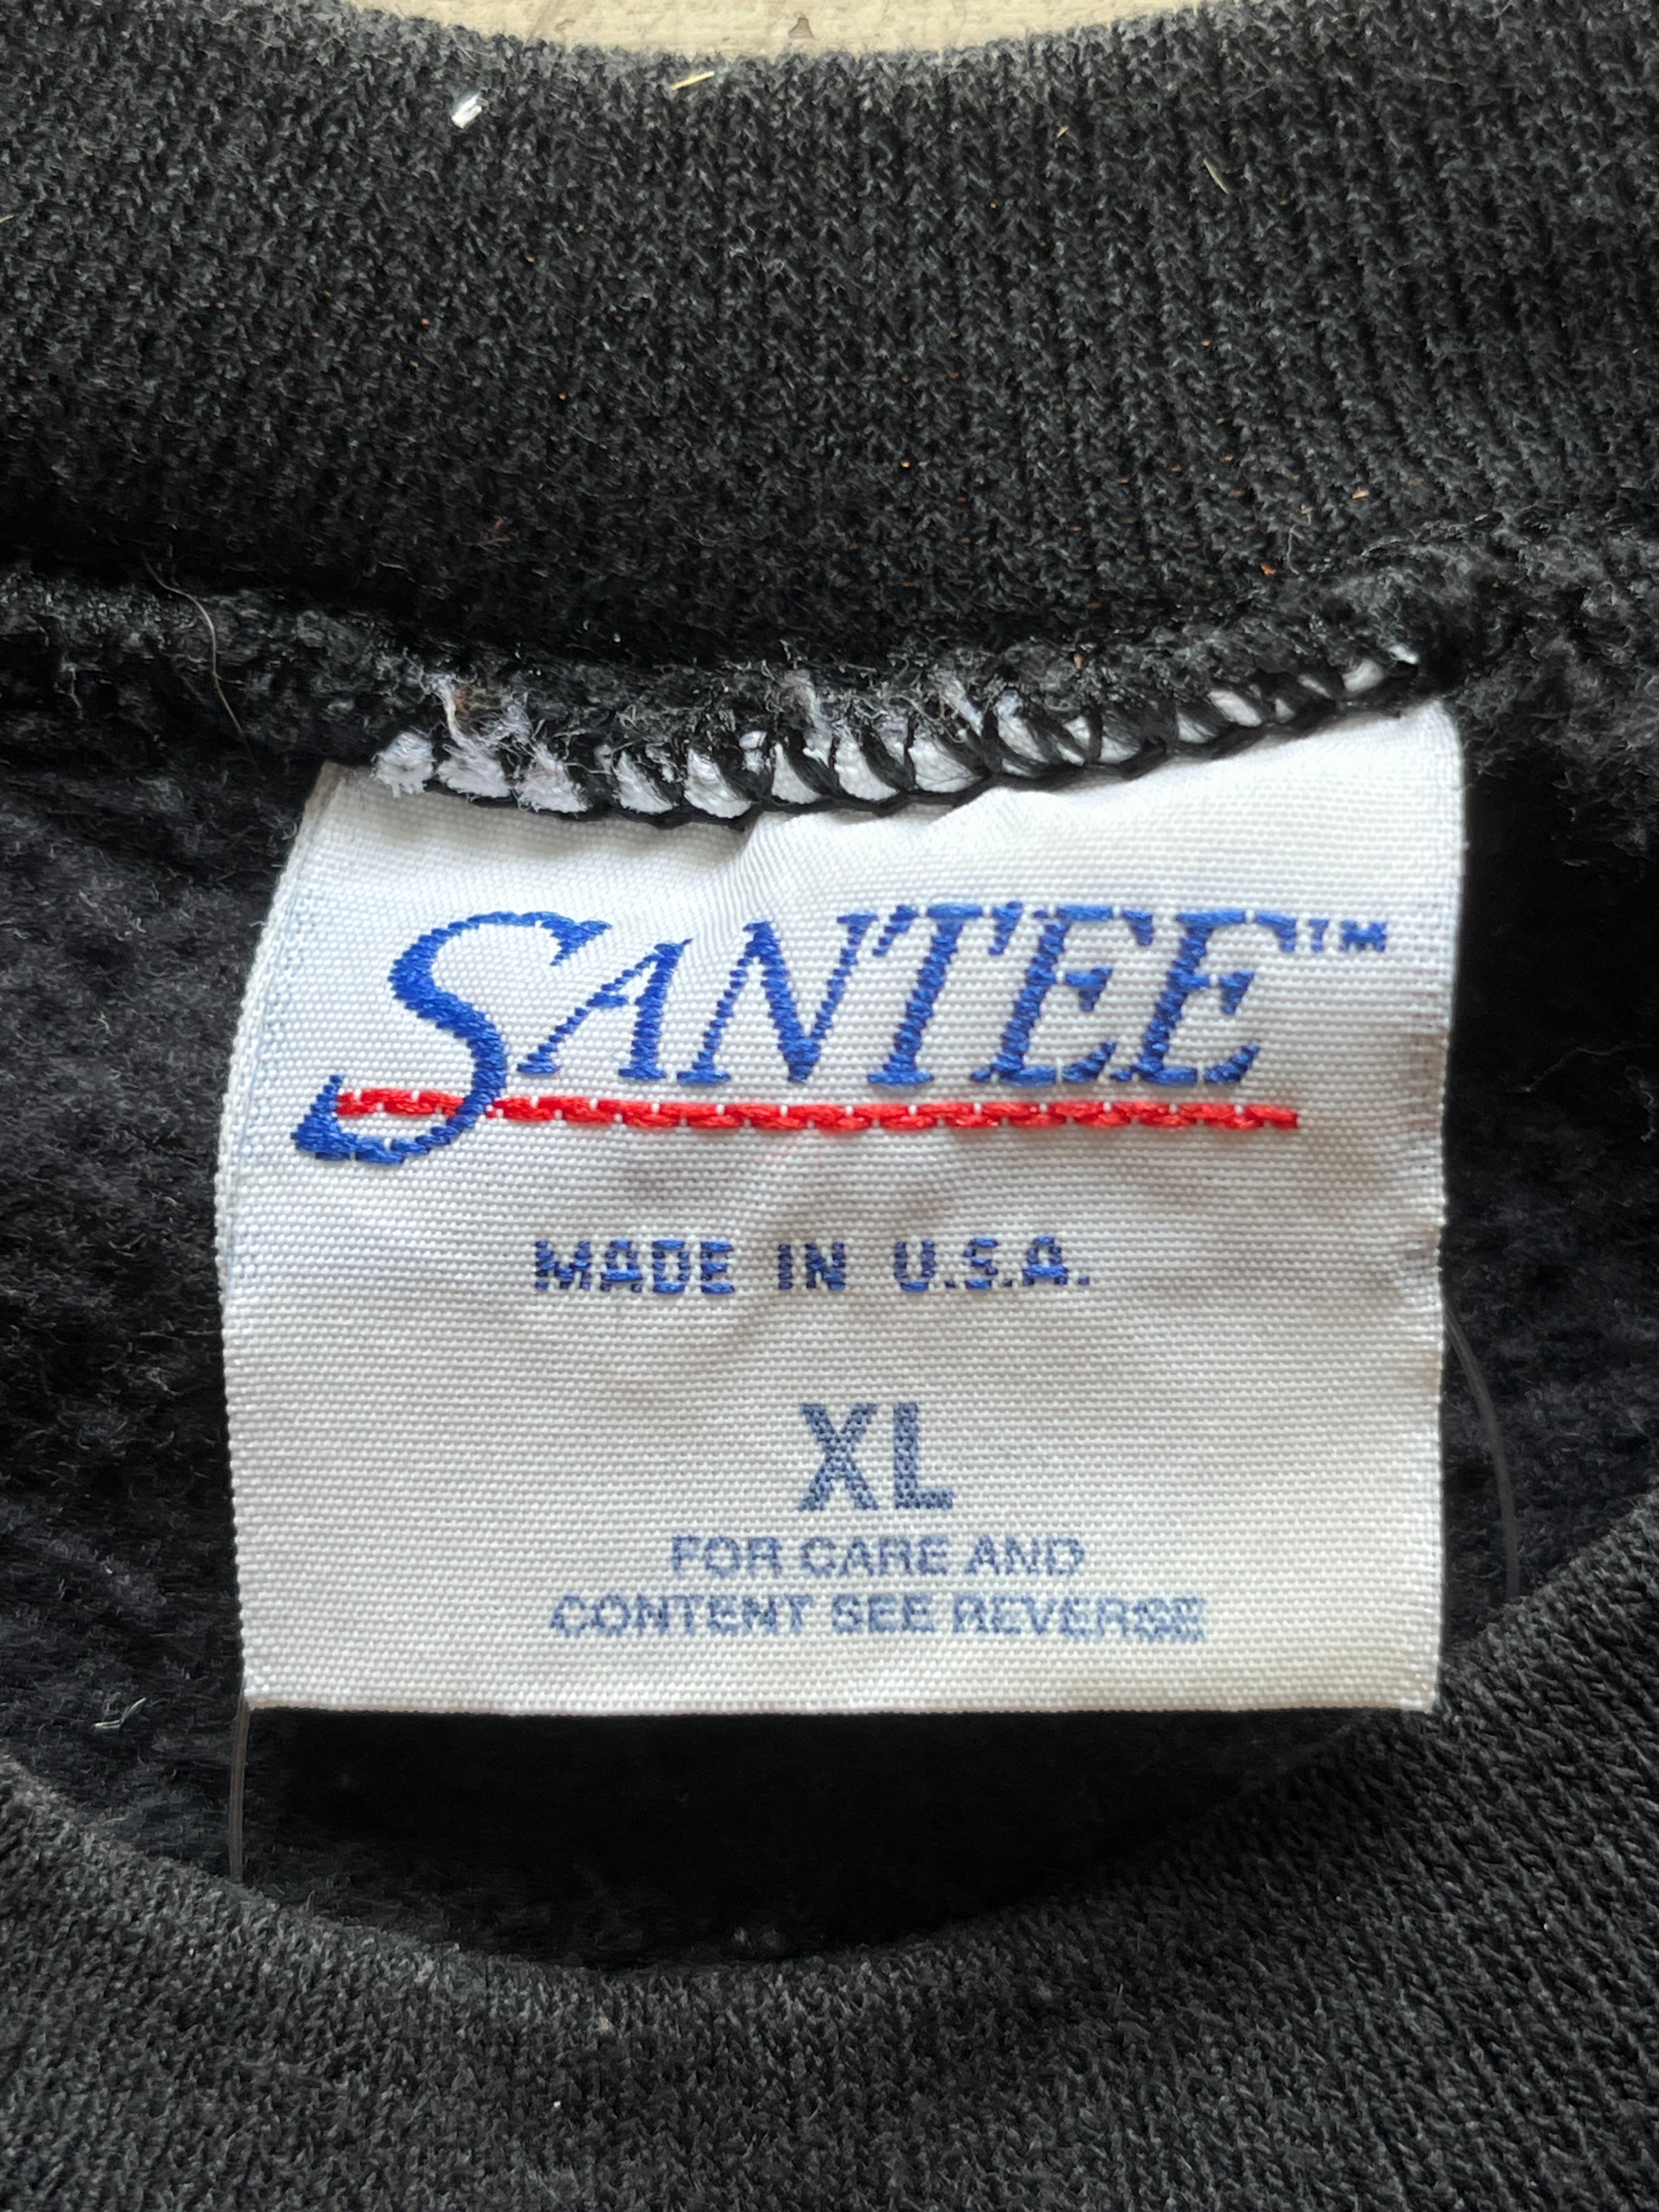 SANTEE™
MADE IN U.S.A.
XL
FOR CARE AND
CONTENT SEE REVERSE